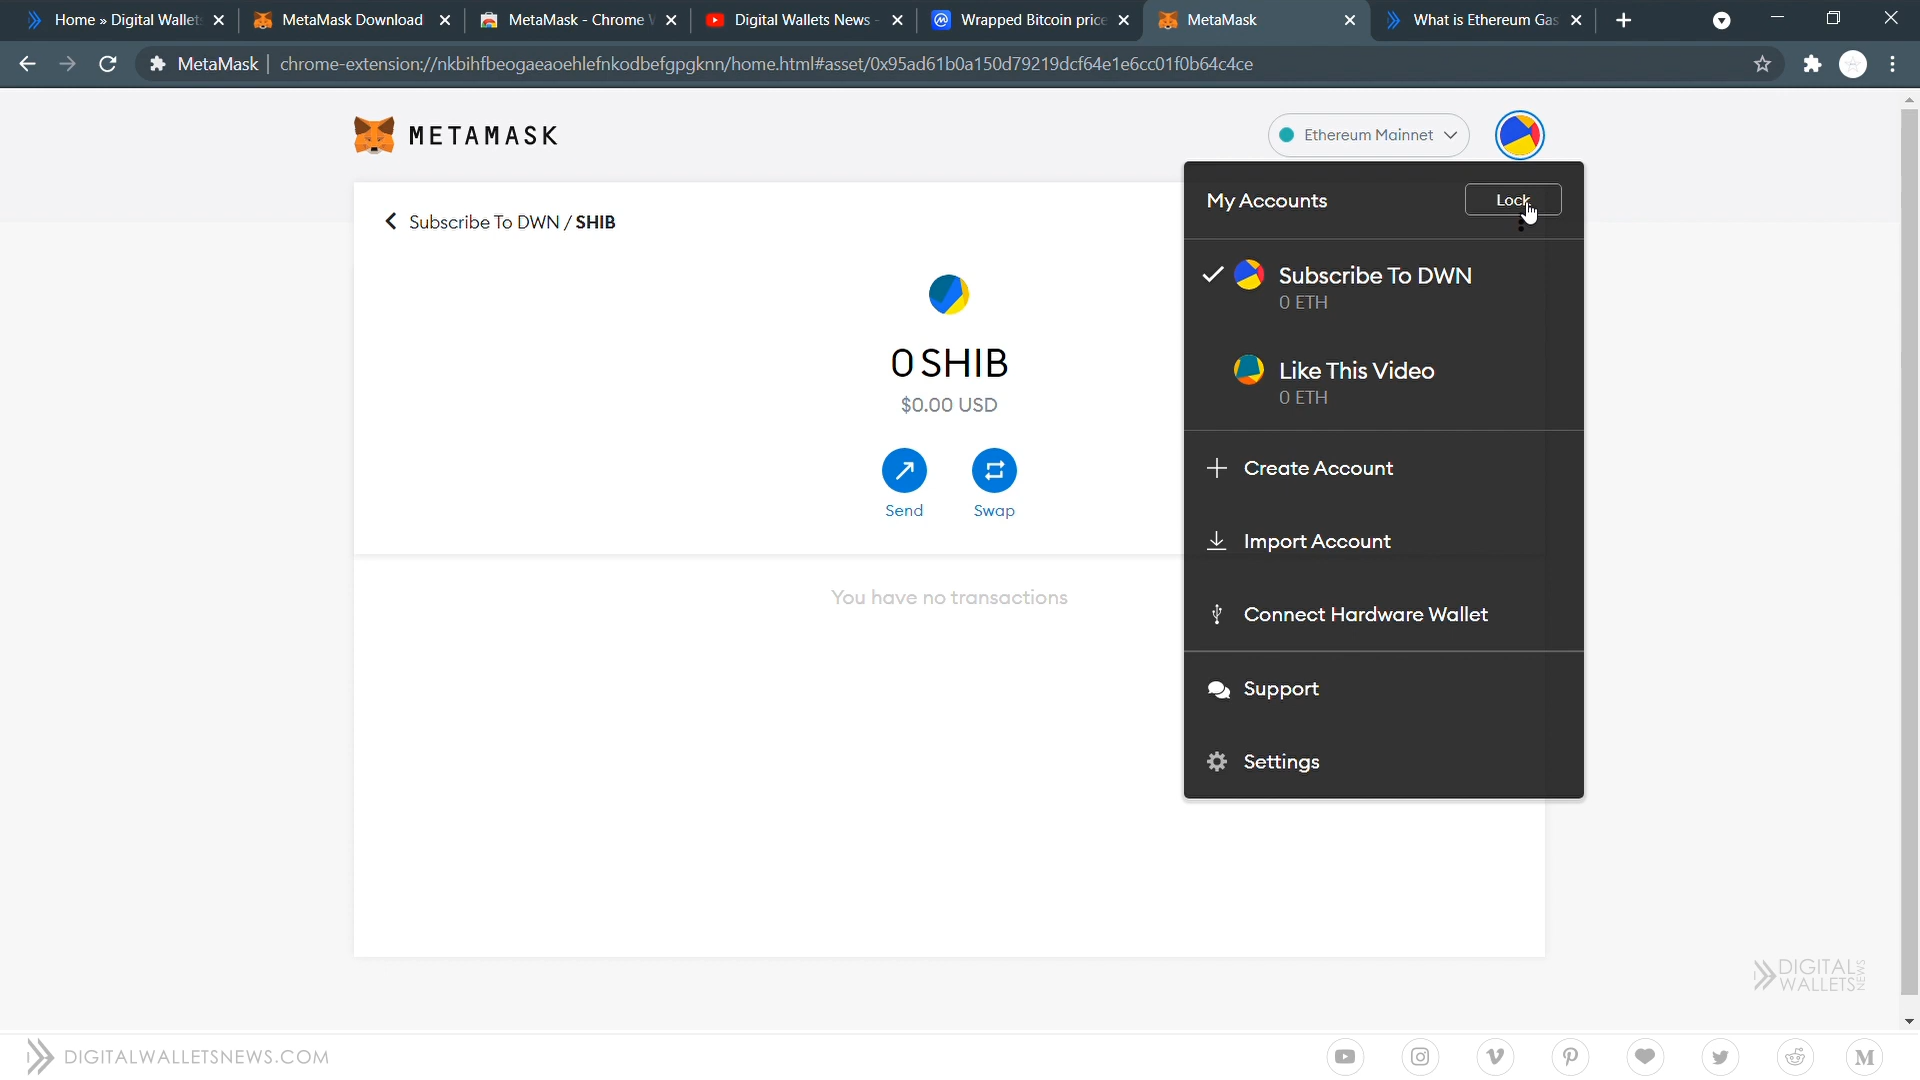 Home » Digital Wallet
MetaMask Download
MetaMask - Chrome
Digital Wallets News -
Wrapped Bitcoin price
MetaMask
What is Ethereum Gas
MetaMask
chrome-extension://nkbihfbeogaeaoehlefnkodbefgpgknn/home.html#asset/0x95ad61b0a150d79219dcf64e1e6cc01f0b64c4ce
METAMASK
Ethereum Mainnet
My Accounts
Lock
Subscribe To DWN / SHIB
Subscribe To DWN
0 ETH
0 SHIB
$0.00 USD
Like This Video
0 ETH
Send
Swap
Create Account
Import Account
You have no transactions
Connect Hardware Wallet
Support
Settings
DIGITAL
WALLETS
NEWS
DIGITALWALLETSNEWS.COM